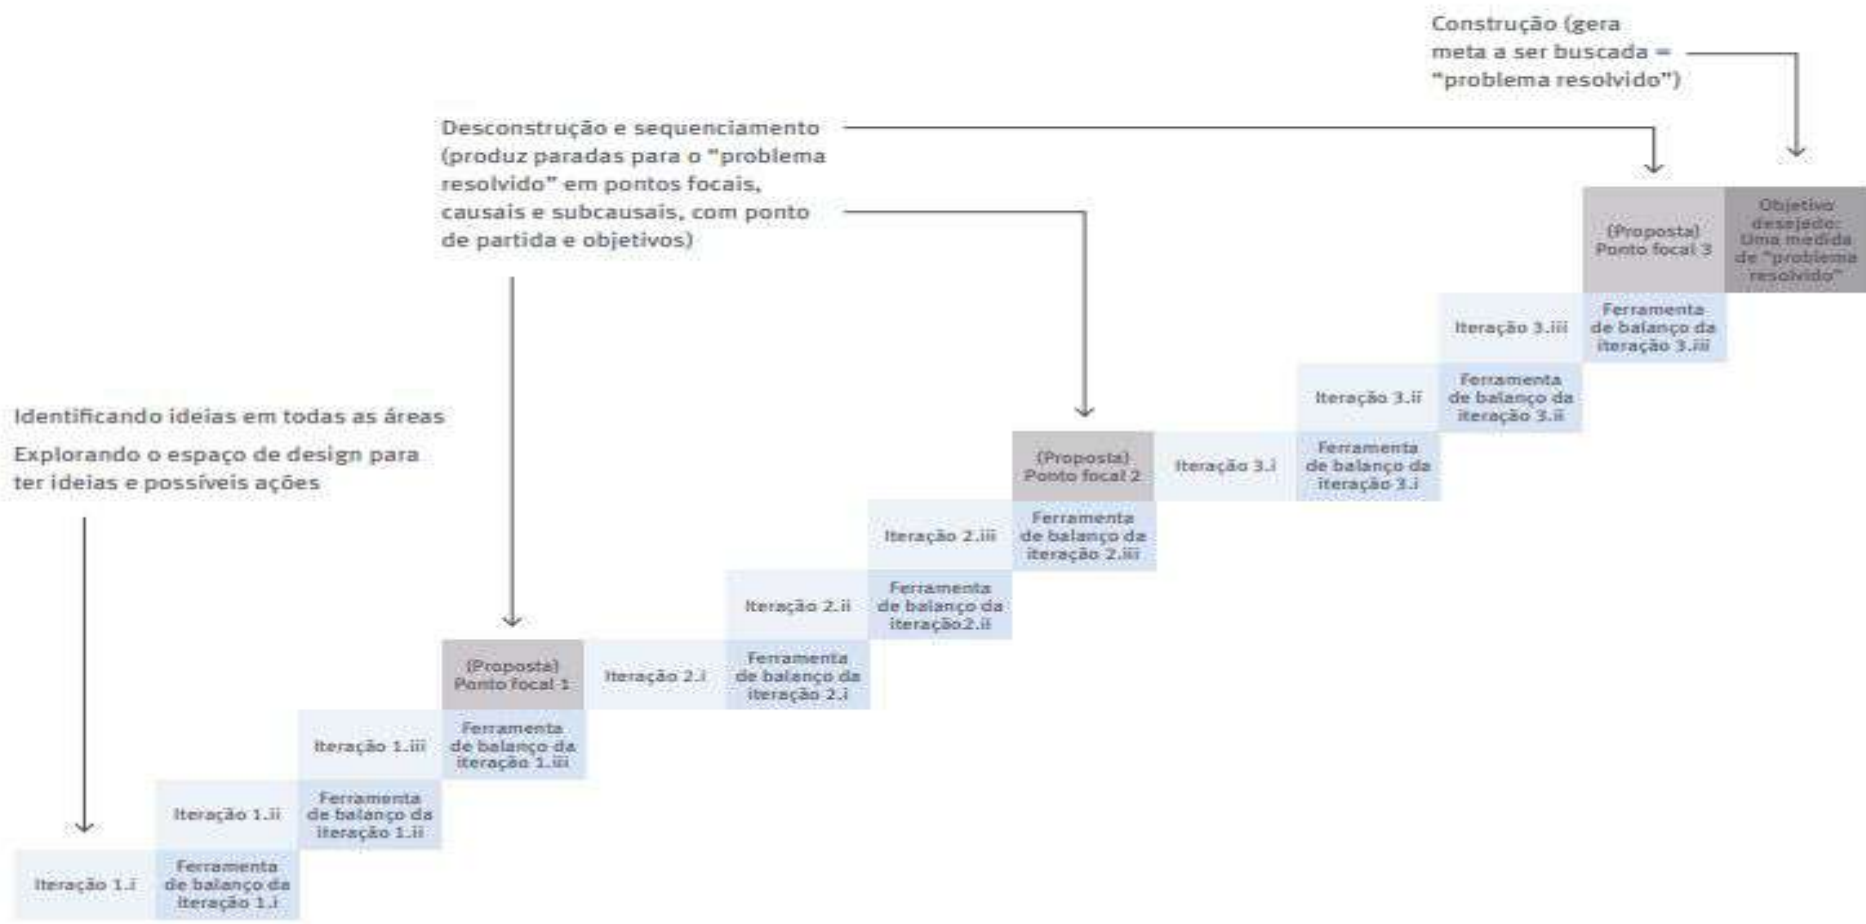 Construção (gera
meta a ser buscada =
"problema resolvido")
Desconstrução e sequenciamento
(produz paradas para o "problema
resolvido" em pontos focais,
causais e subcausais, com ponto
de partida e objetivos)
Identificando ideias em todas as áreas
Explorando o espaço de design para
ter ideias e possíveis ações
Objetivo
desejado:
Uma medida
de "problema
resolvido"
(Proposta)
Ponto focal 3
Iteração 3.iii
Ferramenta
de balanço da
iteração 3.iii
Iteração 3.ii
Ferramenta
de balanço da
iteração 3.ii
(Proposta)
Ponto focal 2
Iteração 3.i
Ferramenta
de balanço da
iteração 3.i
Iteração 2.iii
Ferramenta
de balanço da
iteração 2.iii
Iteração 2.ii
Ferramenta
de balanço da
iteração2.ii
(Proposta)
Ponto focal 1
Iteração 2.i
Ferramenta
de balanço da
iteração 2.i
Iteração 1.iii
Ferramenta
de balanço da
iteração 1.iii
Iteração 1.ii
Ferramenta
de balanço da
iteração 1.ii
Iteração 1.i
Ferramenta
de balanço da
iteração 1.i